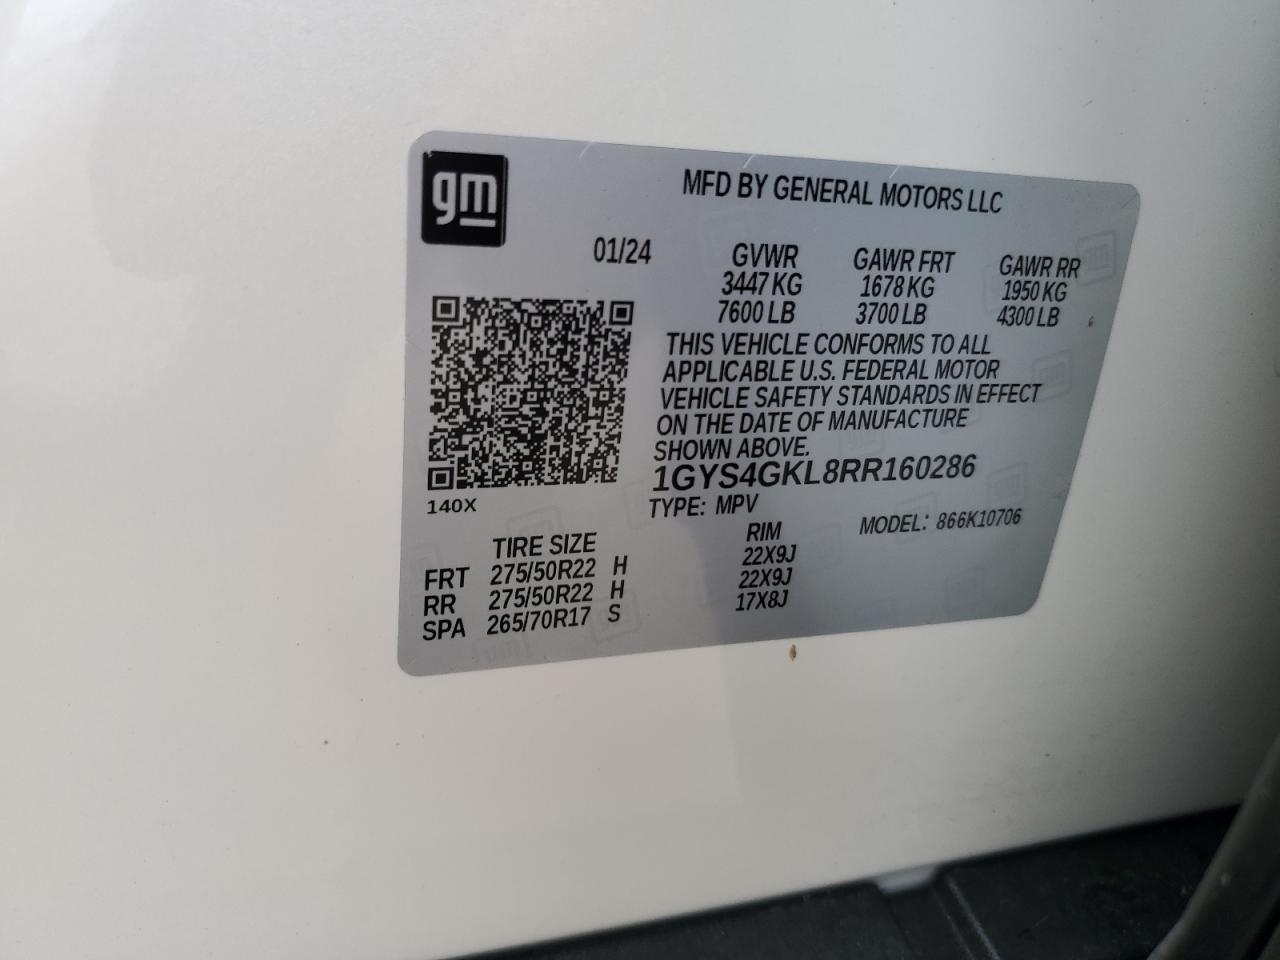 gm
MFD BY GENERAL MOTORS LLC
01/24 GVWR GAWR FRT GAWR RR
3447 KG 1678 KG 1950 KG
7600 LB 3700 LB 4300 LB
THIS VEHICLE CONFORMS TO ALL
APPLICABLE U.S. FEDERAL MOTOR
VEHICLE SAFETY STANDARDS IN EFFECT
ON THE DATE OF MANUFACTURE
SHOWN ABOVE.
1GYS4GKL8RR160286
140X
TYPE: MPV MODEL: 866K10706
TIRE SIZE RIM
FRT 275/50R22 H 22X9J
RR 275/50R22 H 22X9J
SPA 265/70R17 S 17X8J